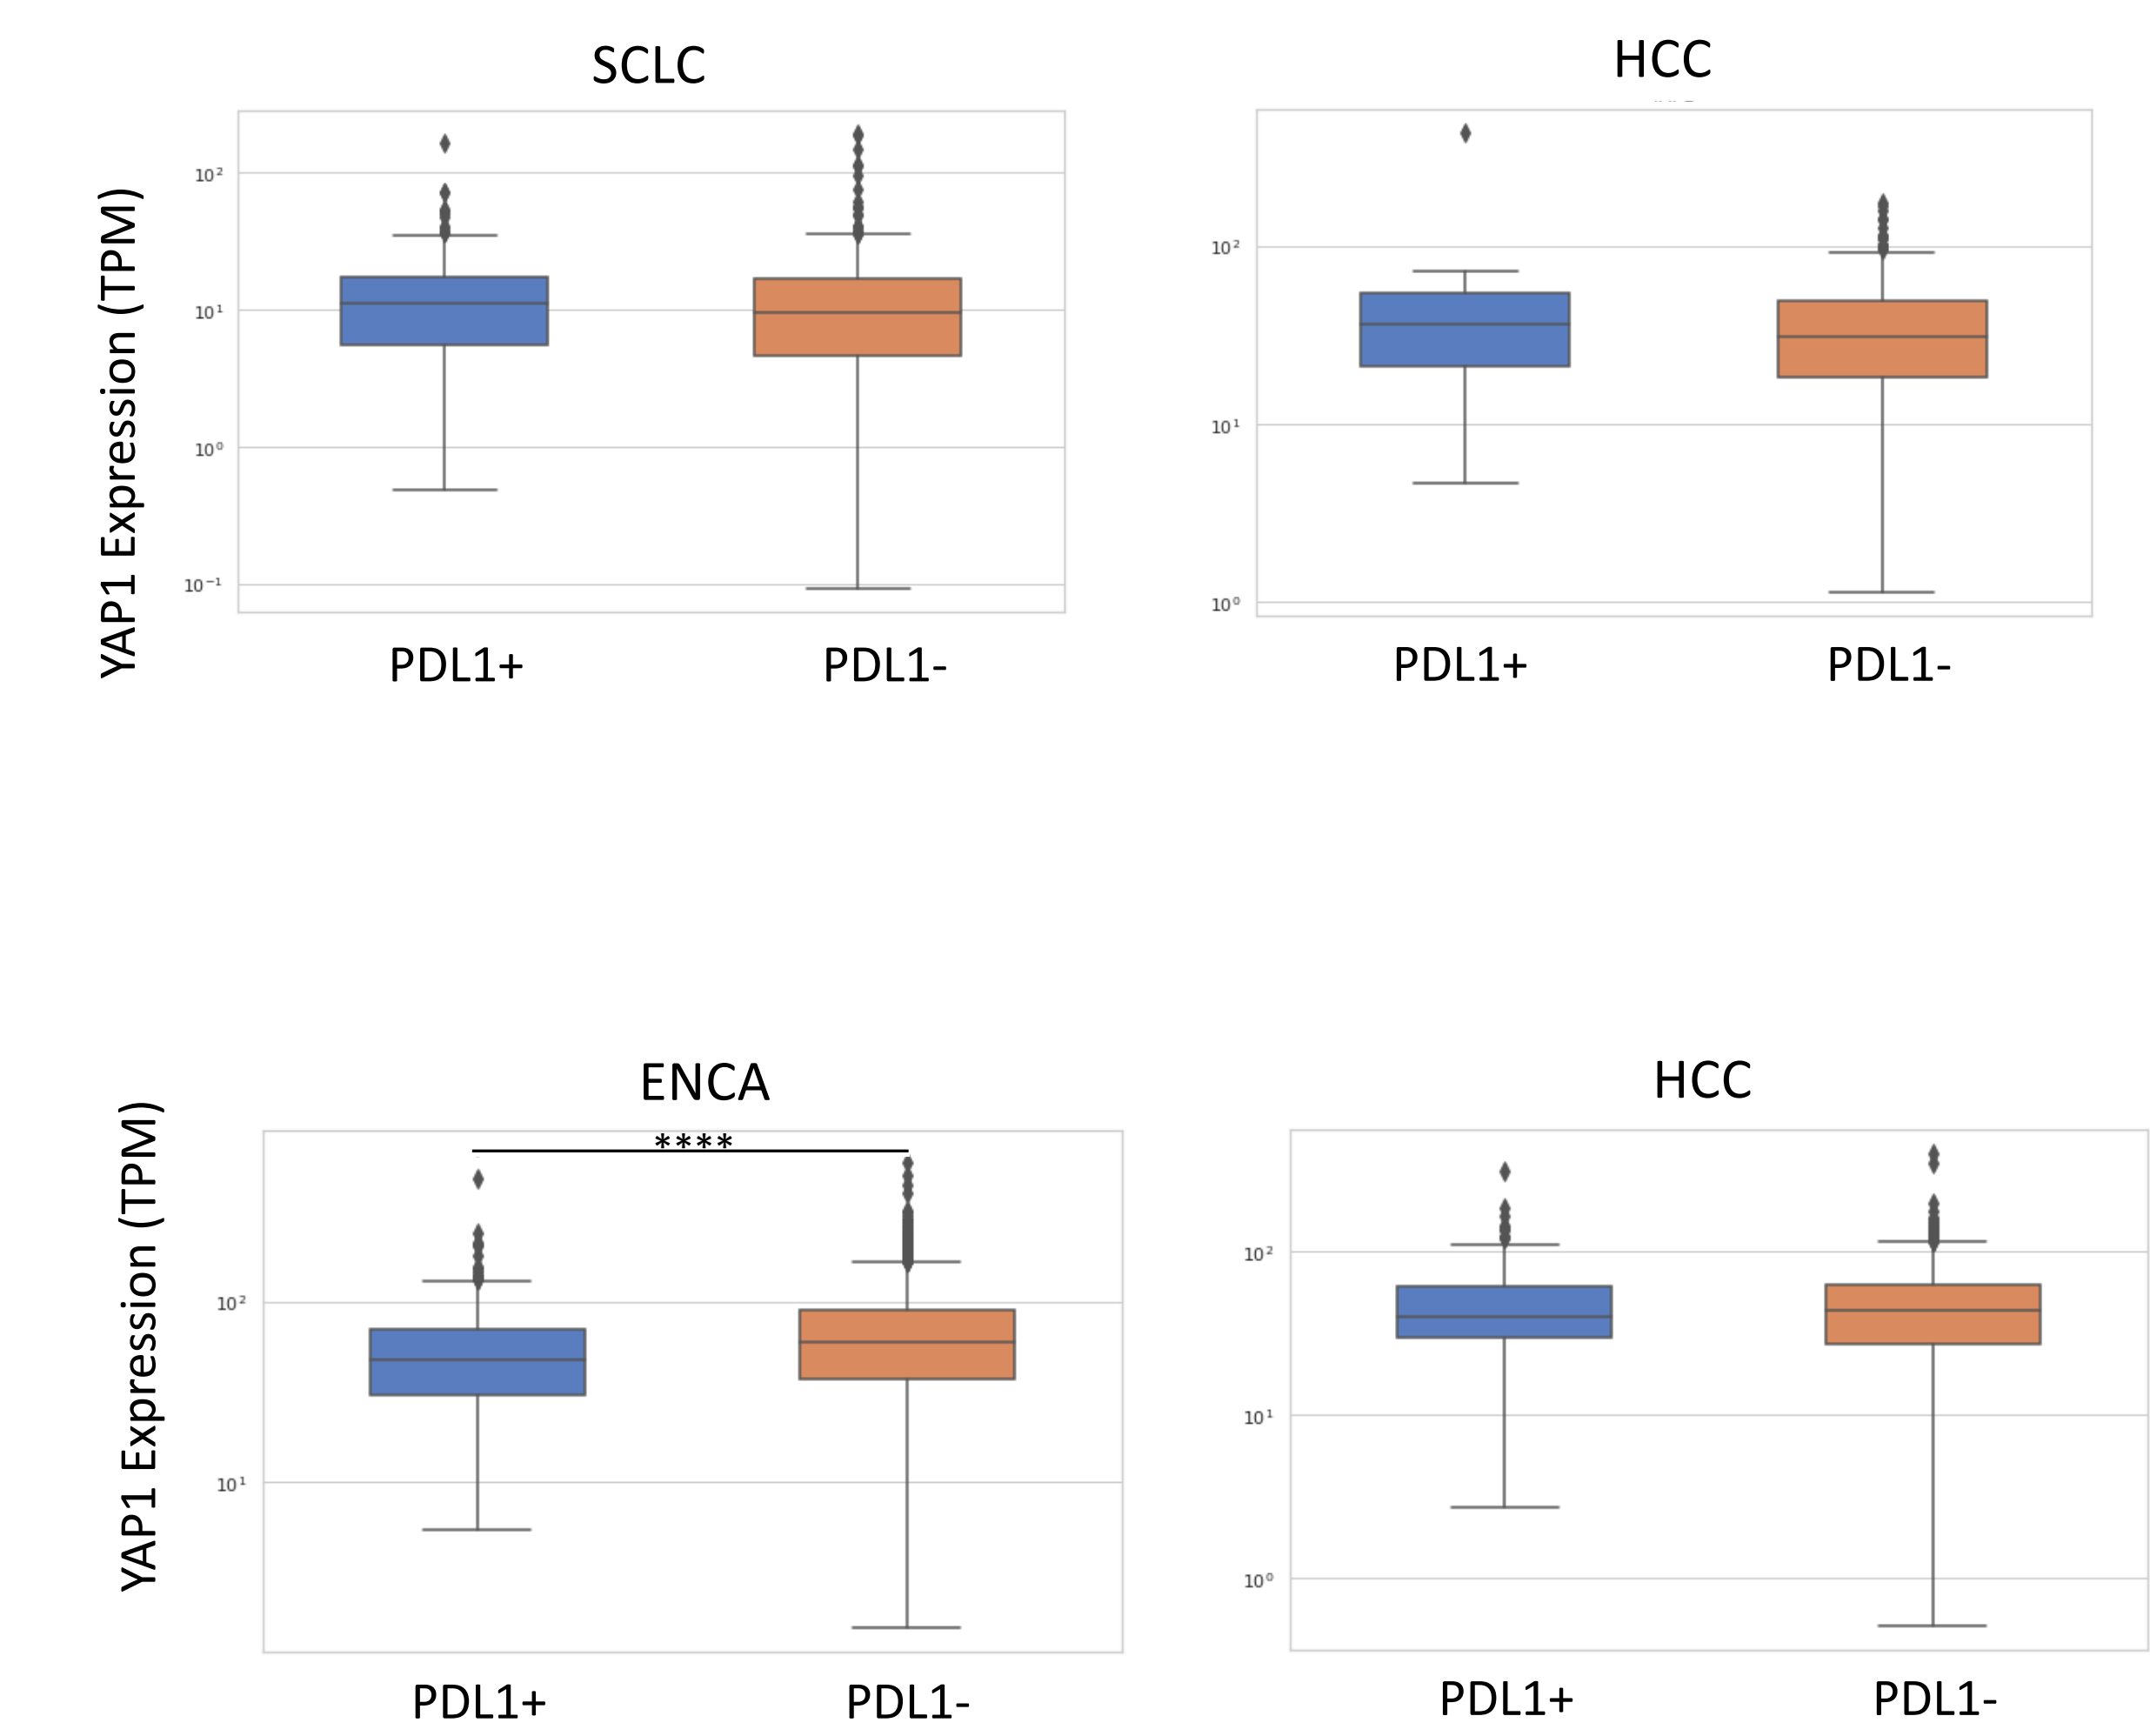 SCLC
HCC
YAP1 Expression (TPM)
10²
10¹
10⁰
10⁻¹
10²
10¹
10⁰
PDL1+
PDL1-
PDL1+
PDL1-
ENCA
HCC
YAP1 Expression (TPM)
****
10²
10¹
10²
10¹
10⁰
PDL1+
PDL1-
PDL1+
PDL1-